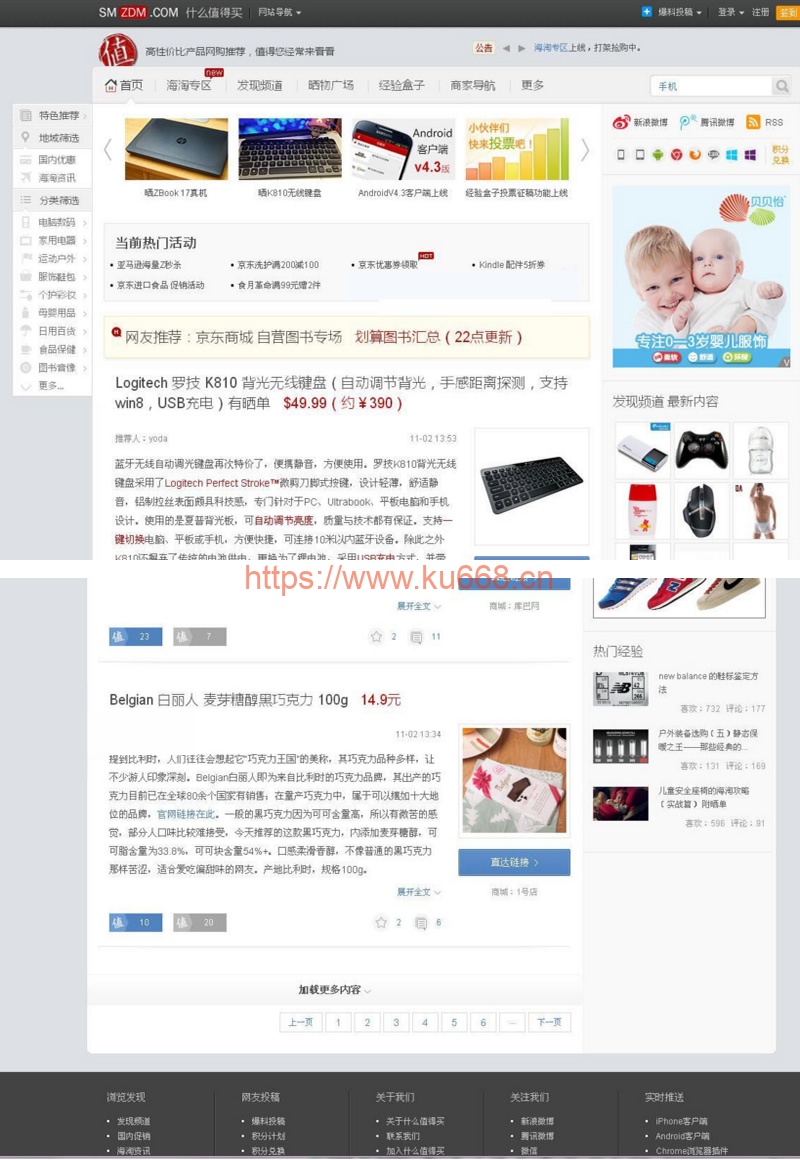 SMZDM.COM 什么值得买 网站导航 爆料投稿 登录 注册 签到
值 高性价比产品网购推荐，值得您经常来看看
公告 海淘专区上线，打架抢购中。
首页 海淘专区 new 发现频道 晒物广场 经验盒子 商家导航 更多 手机
特色推荐
地域筛选
国内优惠
海淘资讯
分类筛选
电脑数码
家用电器
运动户外
服饰鞋包
个护彩妆
母婴用品
日用百货
食品保健
图书音像
更多...
Android
客户端
v4.3版
小伙伴们
快来投票吧！
晒ZBook 17真机 晒K810无线键盘 AndroidV4.3客户端上线 经验盒子投票征稿功能上线
新浪微博 腾讯微博 RSS
积分
兑换
当前热门活动
亚马逊海量Z秒杀 京东洗护满200减100 京东优惠券领取 HOT Kindle 配件5折券
京东进口食品 促销活动 食月革命满99元赠2件
网友推荐：京东商城 自营图书专场 划算图书汇总（22点更新）
Logitech 罗技 K810 背光无线键盘（自动调节背光，手感距离探测，支持
win8，USB充电）有晒单 $49.99（约￥390）
推荐人：yoda 11-02 13:53
蓝牙无线自动调光键盘再次特价了，便携静音，方便使用。罗技K810背光无线
键盘采用了Logitech Perfect Stroke™微剪刀脚式按键，设计轻薄，舒适静
音，铝制拉丝表面颇具科技感，专门针对于PC、Ultrabook、平板电脑和手机
设计。使用的是夏普背光板，可自动调节亮度，质量与技术都有保证。支持一
键切换电脑、平板或手机，方便快捷，可连接10米以内蓝牙设备。除此之外
K810还摒弃了传统的电池供电，更换为了锂电池，采用USB充电方式，并带
贝贝怡
专注0—3岁婴儿服饰
柔软 舒适 环保
发现频道 最新内容
https://www.ku668.cn
展开全文 商城：库巴网
值 23 值 7 2 11
Belgian 白丽人 麦芽糖醇黑巧克力 100g 14.9元
11-02 13:34
提到比利时，人们往往会想起它“巧克力王国”的美称，其巧克力品种多样，让
不少游人印象深刻。Belgian白丽人即为来自比利时的巧克力品牌，其出产的巧
克力目前已在全球80余个国家有销售；在量产巧克力中，属于可以携如十大地
位的品牌，官网链接在此。一般的黑巧克力因为可可含量高，所以有微苦的感
觉，部分人口味比较难接受，今天推荐的这款黑巧克力，内添加麦芽糖醇，可
可脂含量为33.8%，可可块含量54%+。口感柔滑香醇，不像普通的黑巧克力
那样苦涩，适合爱吃偏甜味的网友。产地比利时，规格100g。
直达链接
展开全文 商城：1号店
值 10 值 20 2 6
热门经验
new balance 的鞋标鉴定方
法
喜欢：732 评论：177
户外装备选购（五）静态保
暖之王——那些经典的...
喜欢：131 评论：169
儿童安全座椅的海淘攻略
（实战篇）附晒单
喜欢：596 评论：91
加载更多内容
上一页 1 2 3 4 5 6 ... 下一页
浏览发现 网友投稿 关于我们 关注我们 实时推送
发现频道 爆料投稿 关于什么值得买 新浪微博 iPhone客户端
国内促销 积分计划 联系我们 腾讯微博 Android客户端
海淘资讯 积分兑换 加入什么值得买 微信 Chrome浏览器插件